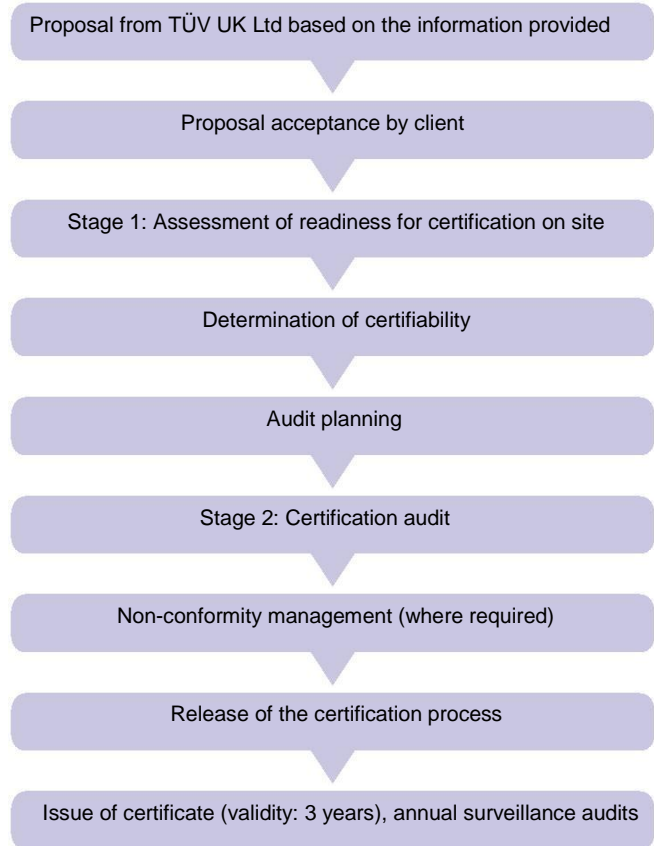 Proposal from TÜV UK Ltd based on the information provided
Proposal acceptance by client
Stage 1: Assessment of readiness for certification on site
Determination of certifiability
Audit planning
Stage 2: Certification audit
Non-conformity management (where required)
Release of the certification process
Issue of certificate (validity: 3 years), annual surveillance audits